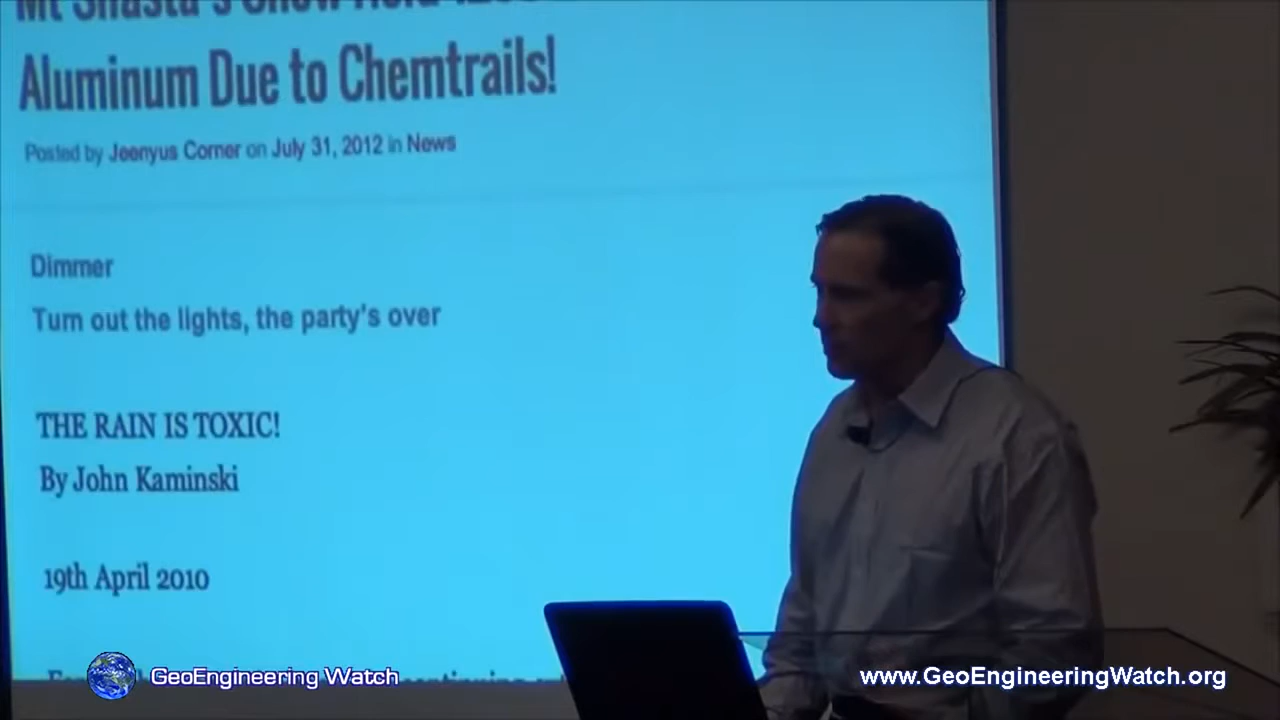 Aluminum Due to Chemtrails!
Posted by Jeenyus Corner on July 31, 2012 in News
Dimmer
Turn out the lights, the party's over
THE RAIN IS TOXIC!
By John Kaminski
19th April 2010
GeoEngineering Watch
www.GeoEngineeringWatch.org